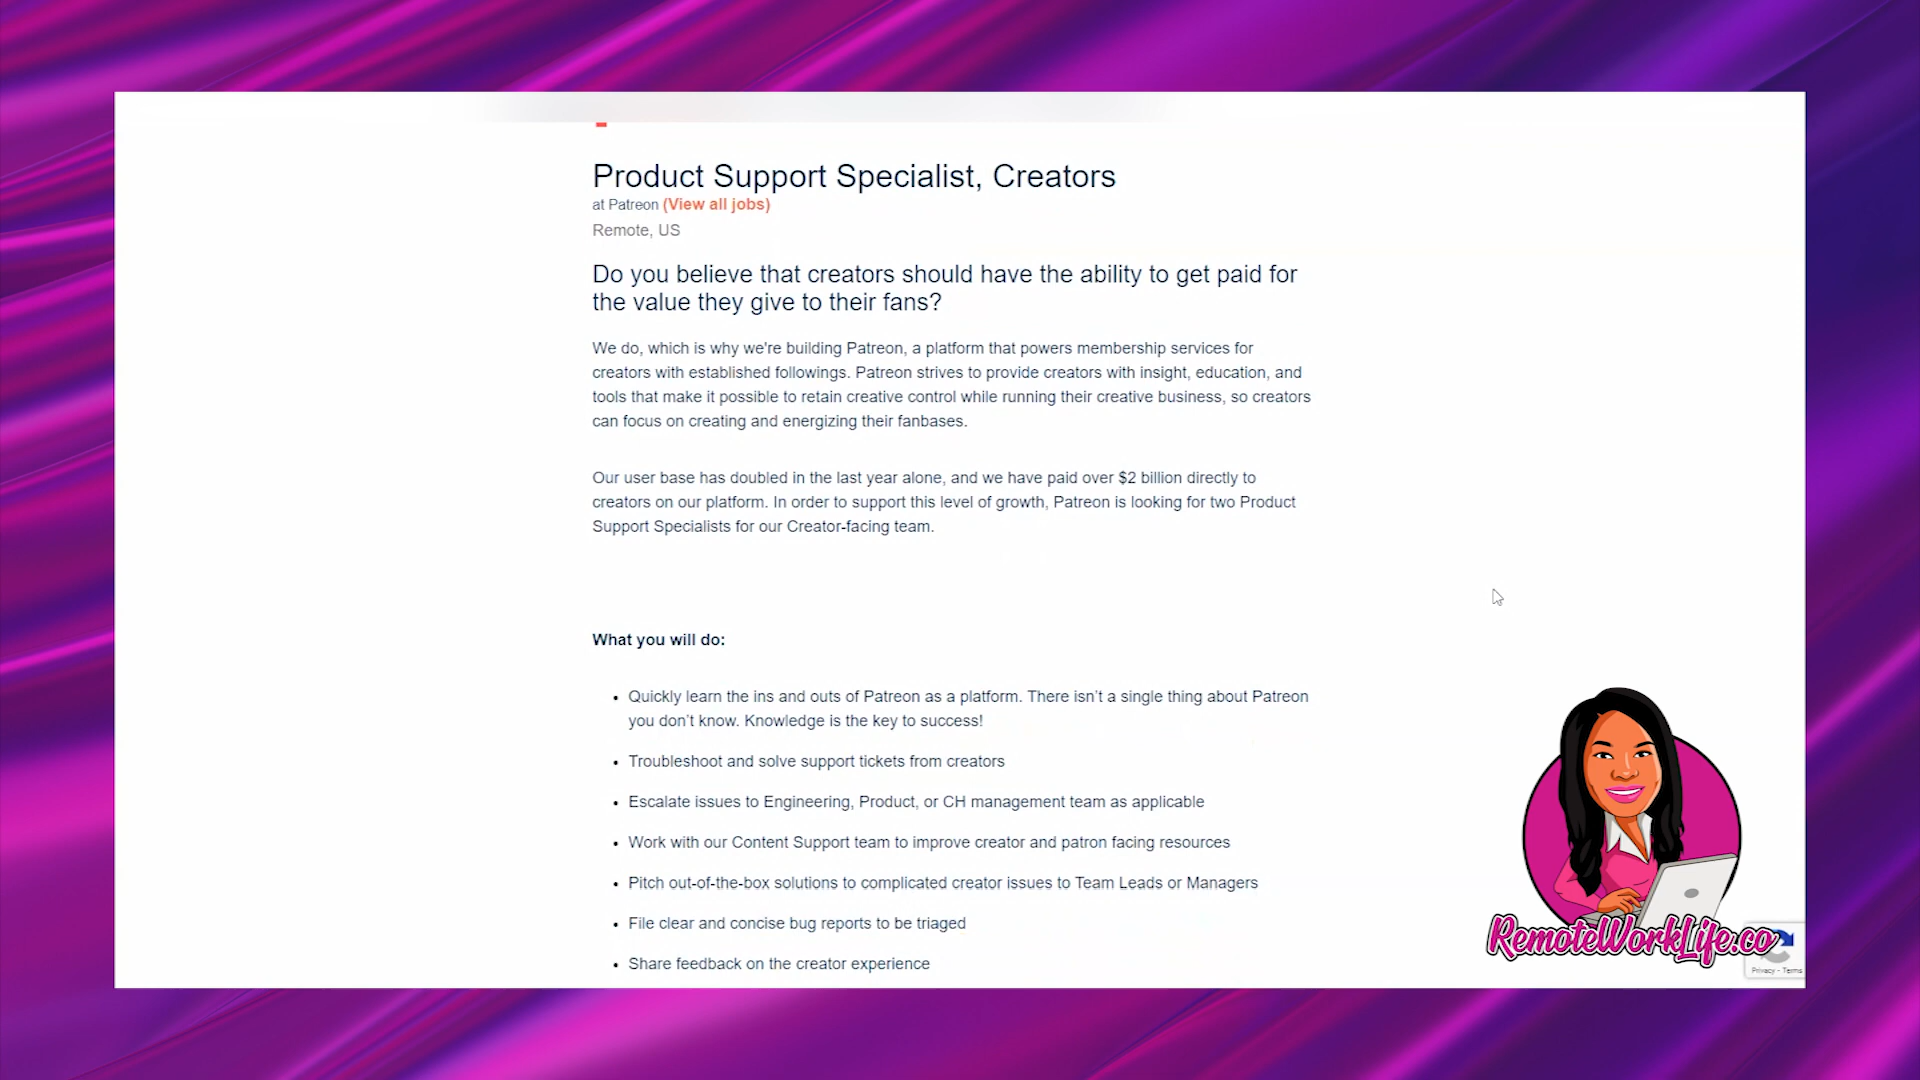 Product Support Specialist, Creators
at Patreon (View all jobs)
Remote, US
Do you believe that creators should have the ability to get paid for
the value they give to their fans?
We do, which is why we're building Patreon, a platform that powers membership services for
creators with established followings. Patreon strives to provide creators with insight, education, and
tools that make it possible to retain creative control while running their creative business, so creators
can focus on creating and energizing their fanbases.
Our user base has doubled in the last year alone, and we have paid over $2 billion directly to
creators on our platform. In order to support this level of growth, Patreon is looking for two Product
Support Specialists for our Creator-facing team.
What you will do:
• Quickly learn the ins and outs of Patreon as a platform. There isn’t a single thing about Patreon
you don’t know. Knowledge is the key to success!
• Troubleshoot and solve support tickets from creators
• Escalate issues to Engineering, Product, or CH management team as applicable
• Work with our Content Support team to improve creator and patron facing resources
• Pitch out-of-the-box solutions to complicated creator issues to Team Leads or Managers
• File clear and concise bug reports to be triaged
• Share feedback on the creator experience
RemoteWorkLife.co
Privacy - Terms